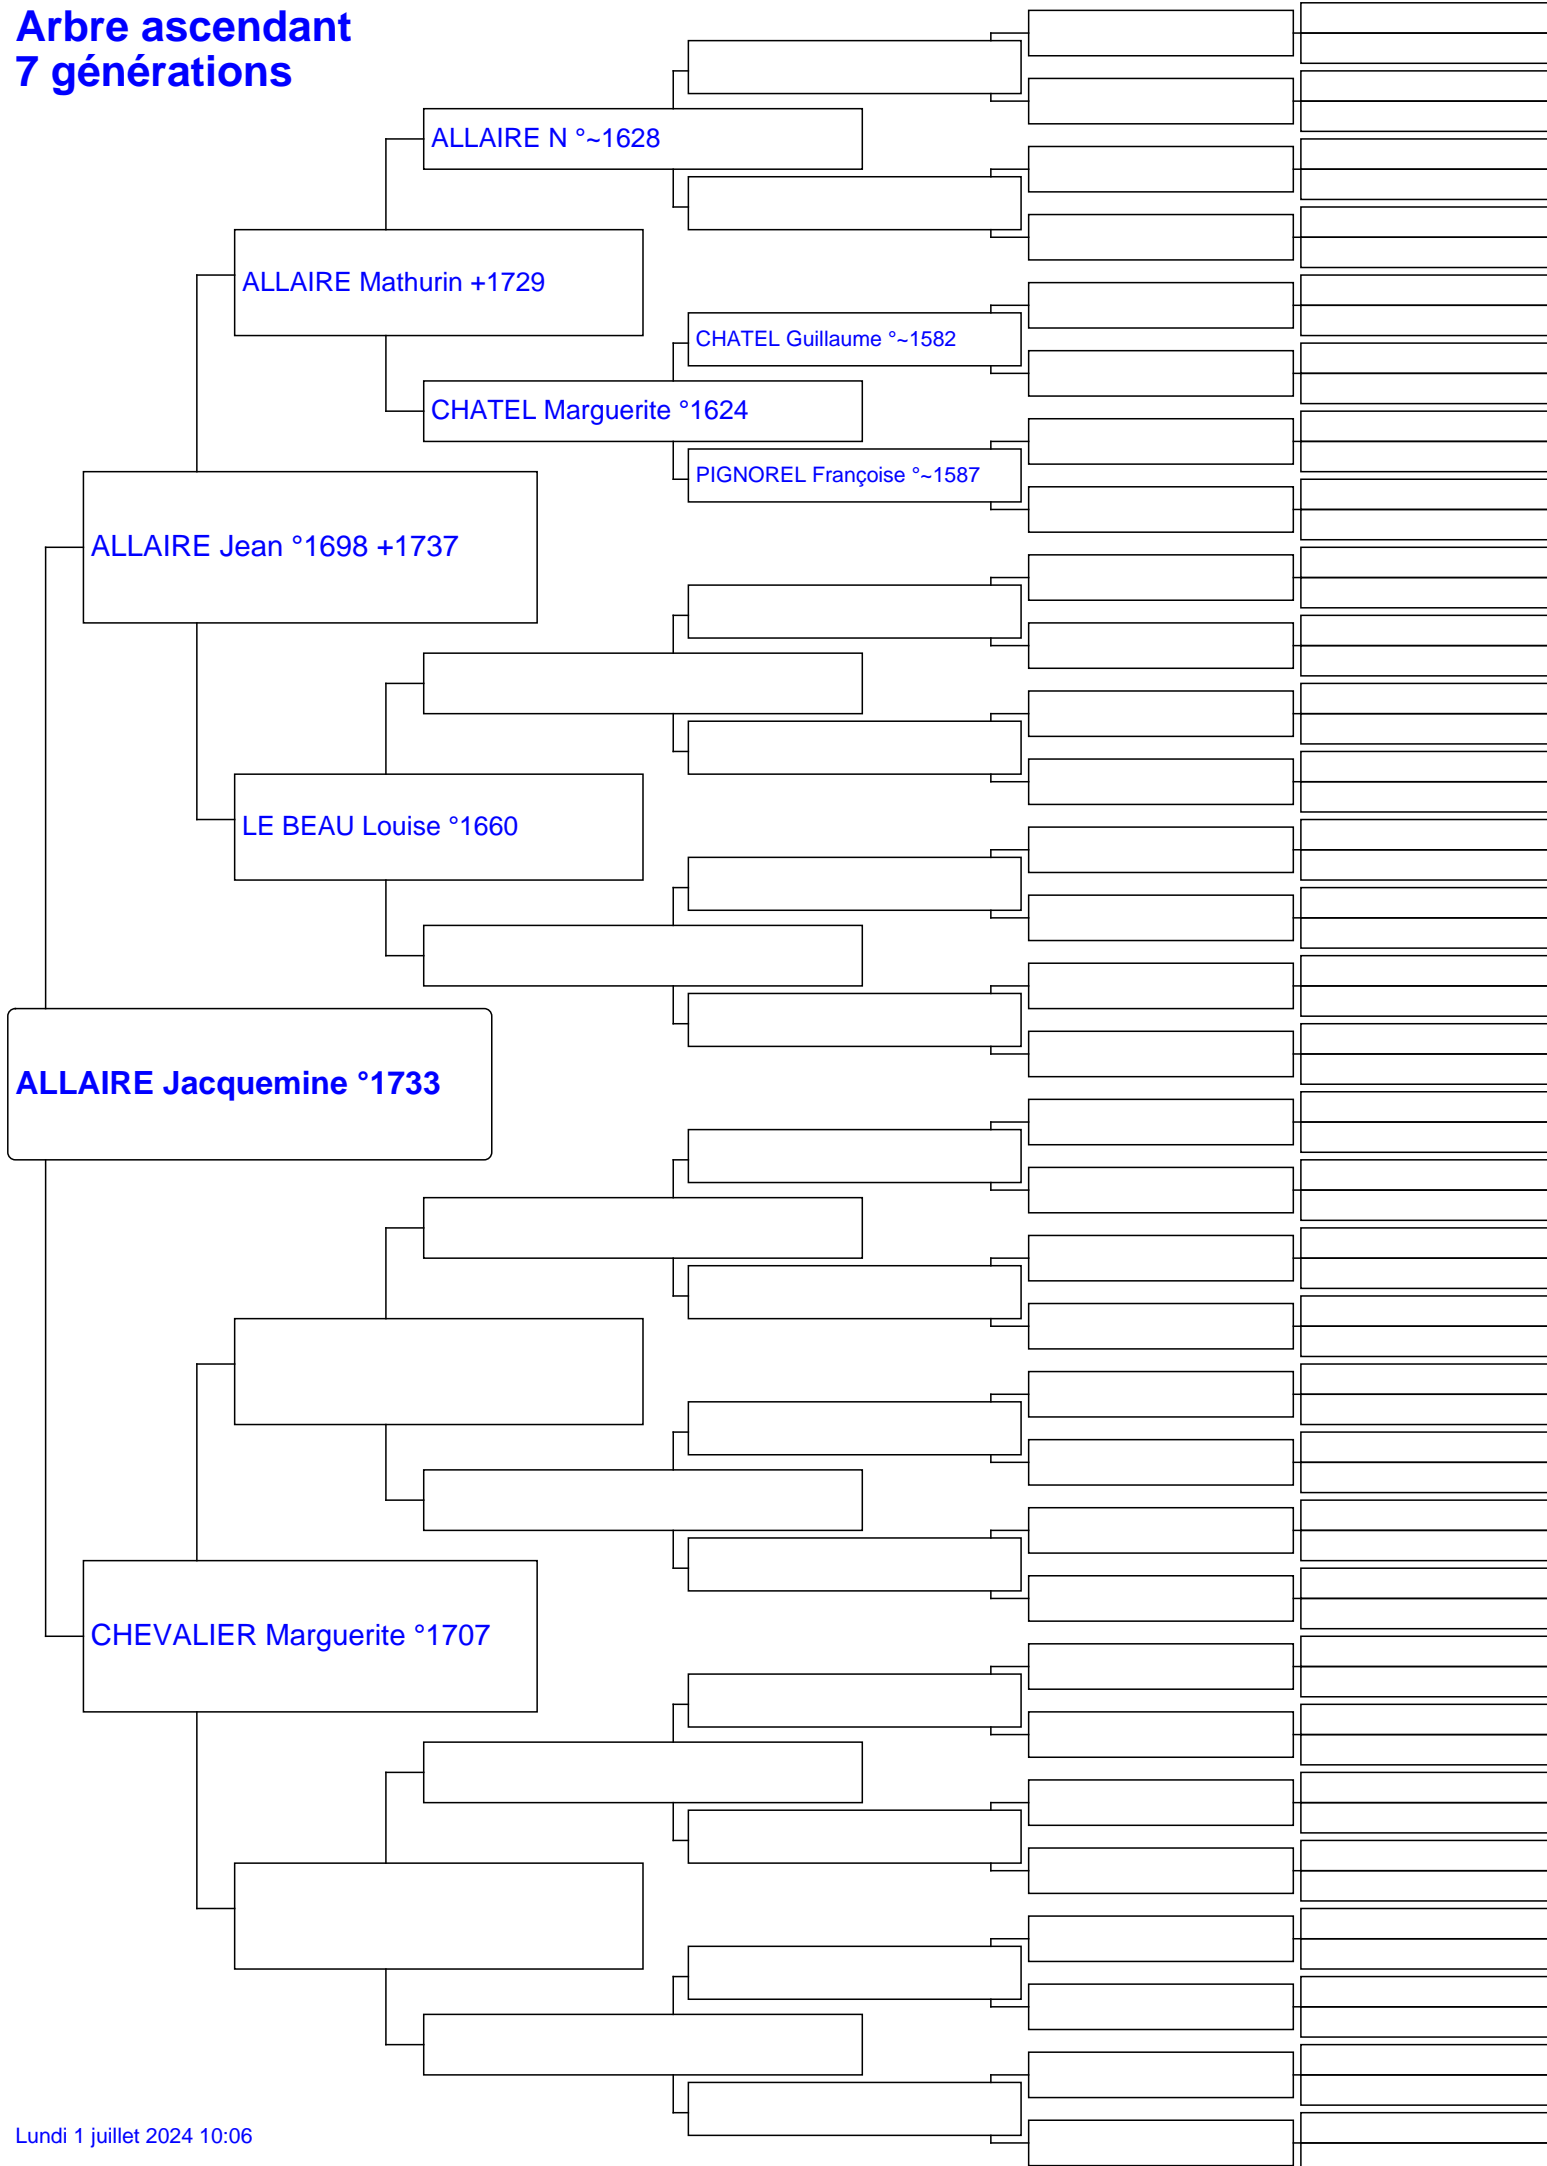 Arbre ascendant
7 générations
ALLAIRE N °~1628
ALLAIRE Mathurin +1729
CHATEL Guillaume °~1582
CHATEL Marguerite °1624
PIGNOREL Françoise °~1587
ALLAIRE Jean °1698 +1737
LE BEAU Louise °1660
ALLAIRE Jacquemine °1733
CHEVALIER Marguerite °1707
Lundi 1 juillet 2024 10:06